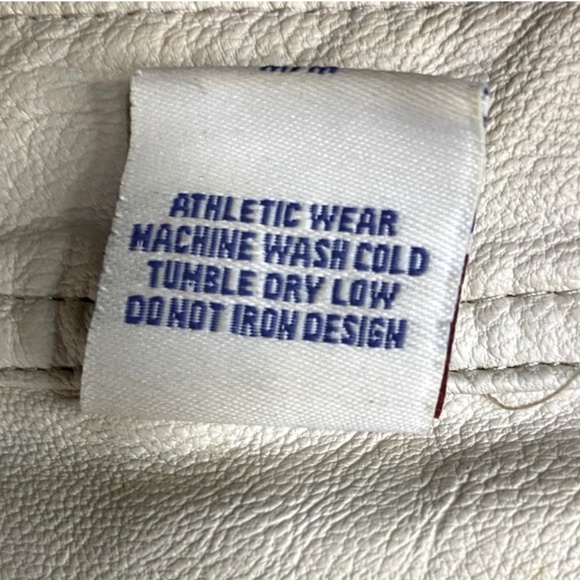 ATHLETIC WEAR
MACHINE WASH COLD
TUMBLE DRY LOW
DO NOT IRON DESIGN